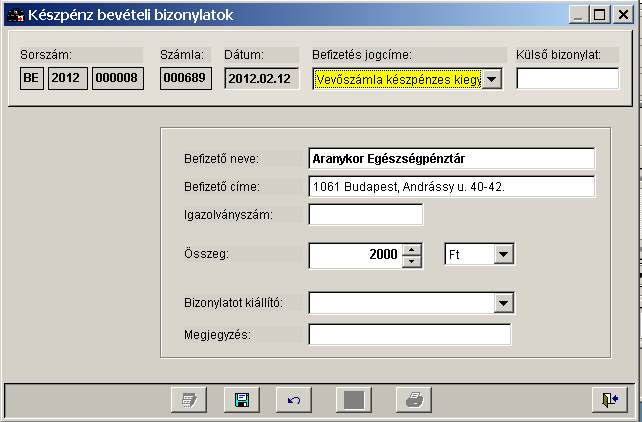 Készpénz bevételi bizonylatok
Sorszám: Számla: Dátum: Befizetés jogcíme: Külső bizonylat:
BE 2012 000008 000689 2012.02.12 Vevőszámla készpénzes kiegy
Befizető neve: Aranykor Egészségpénztár
Befizető címe: 1061 Budapest, Andrássy u. 40-42.
Igazolványszám:
Összeg: 2000 Ft
Bizonylatot kiállító:
Megjegyzés: